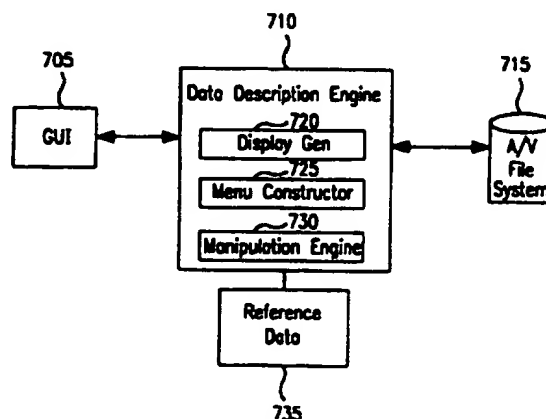 710
705
715
Data Description Engine
GUI
720
Display Gen
725
Menu Constructor
730
Manipulation Engine
A/V
File
System
Reference
Data
735